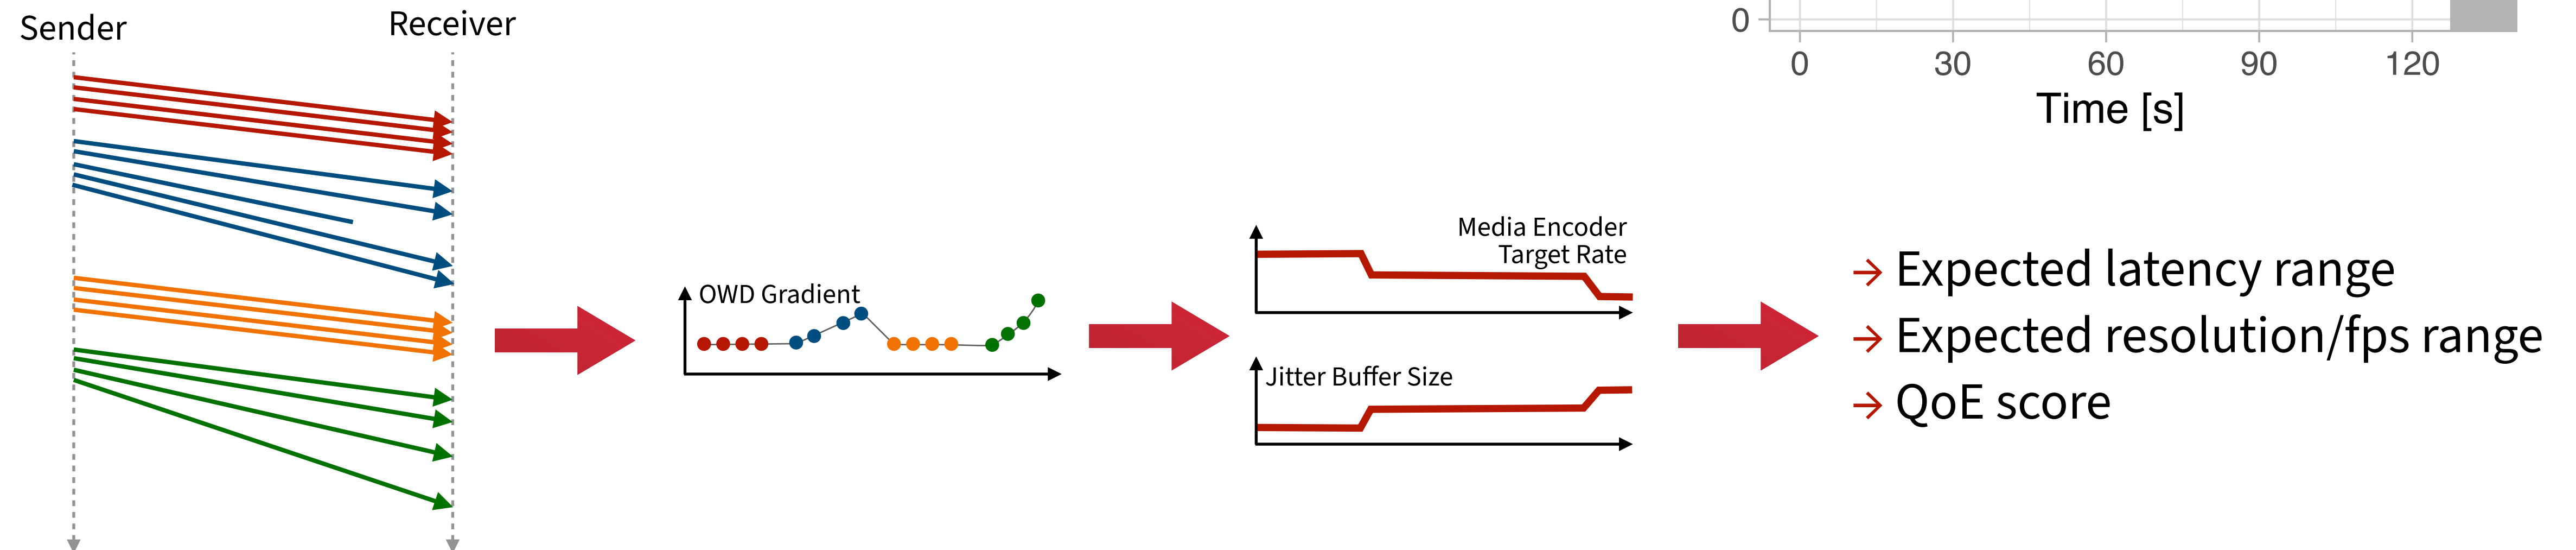 Sender
Receiver
0
0 30 60 90 120
Time [s]
OWD Gradient
Media Encoder
Target Rate
Jitter Buffer Size
→ Expected latency range
→ Expected resolution/fps range
→ QoE score